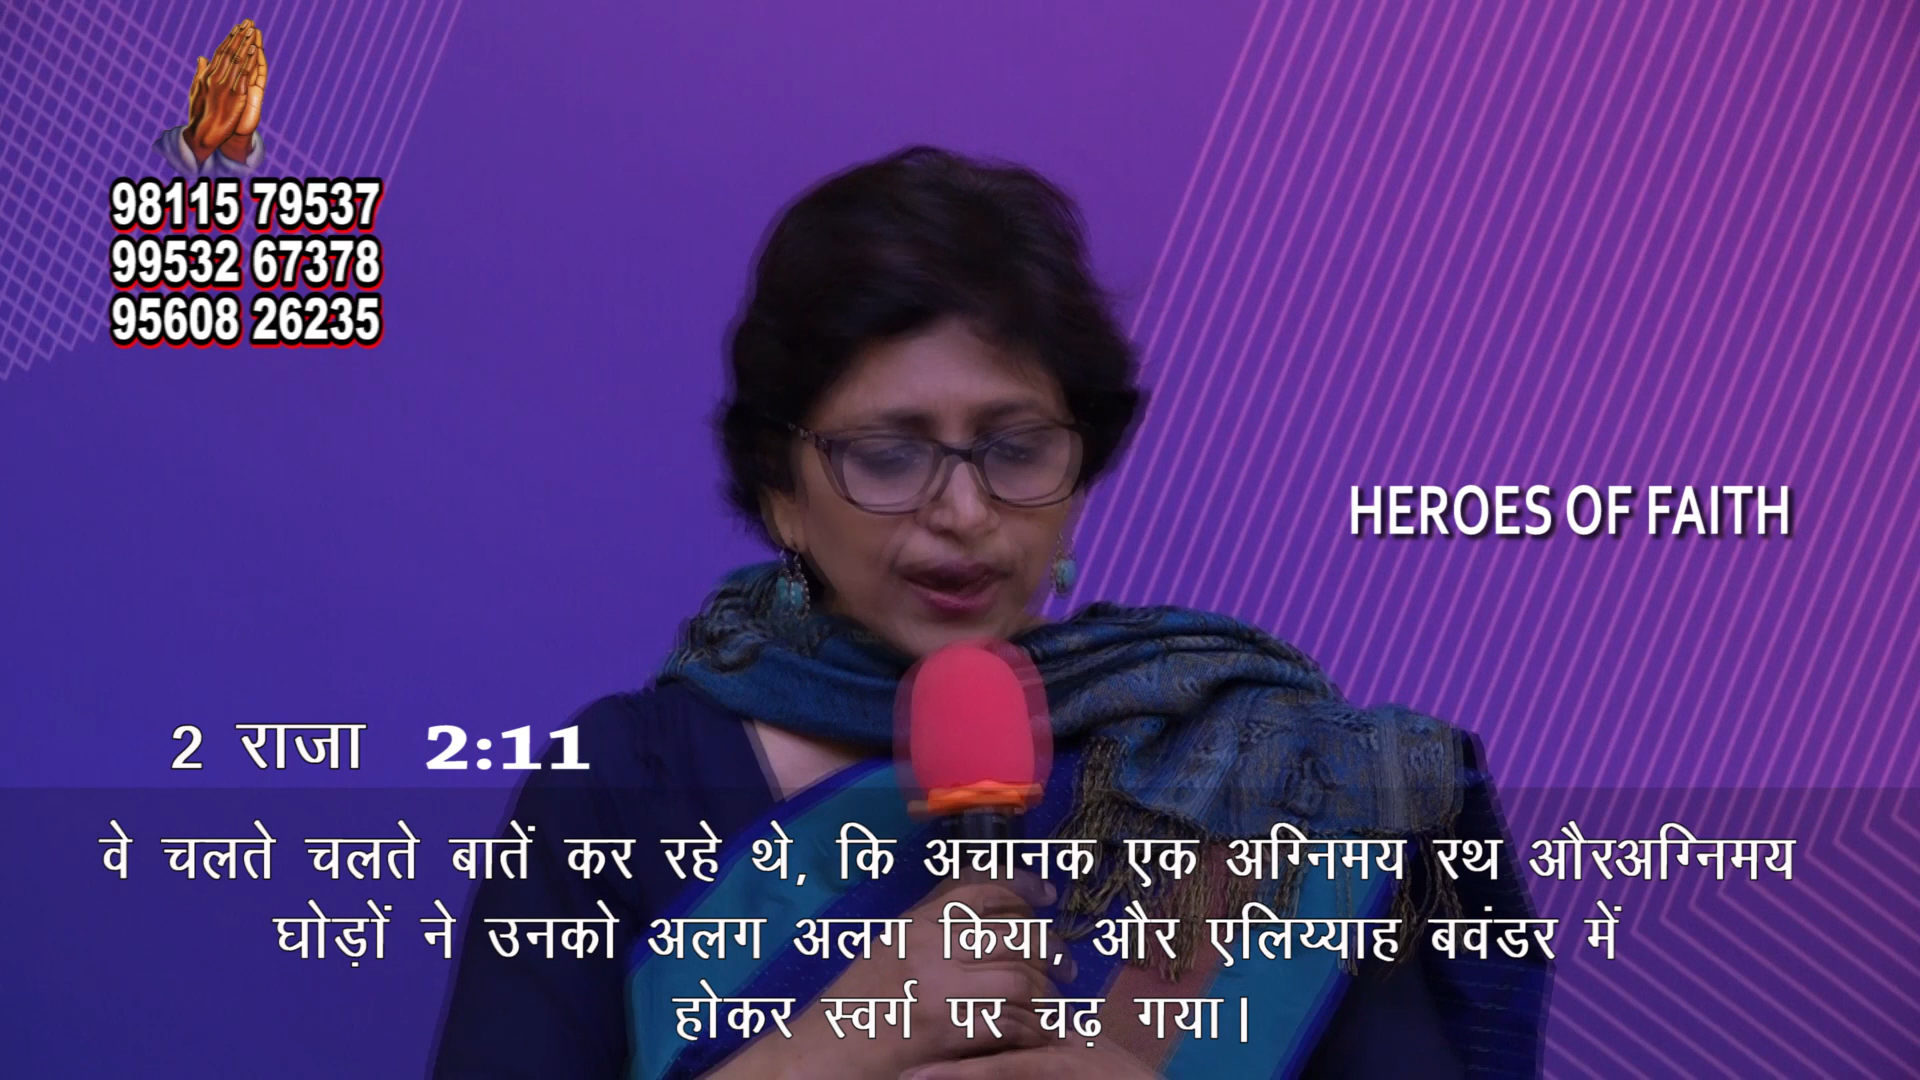 98115 79537
99532 67378
95608 26235
HEROES OF FAITH
2 राजा 2:11
वे चलते चलते बातें कर रहे थे, कि अचानक एक अग्निमय रथ औरअग्निमय
घोड़ों ने उनको अलग अलग किया, और एलिय्याह बवंडर में
होकर स्वर्ग पर चढ़ गया।